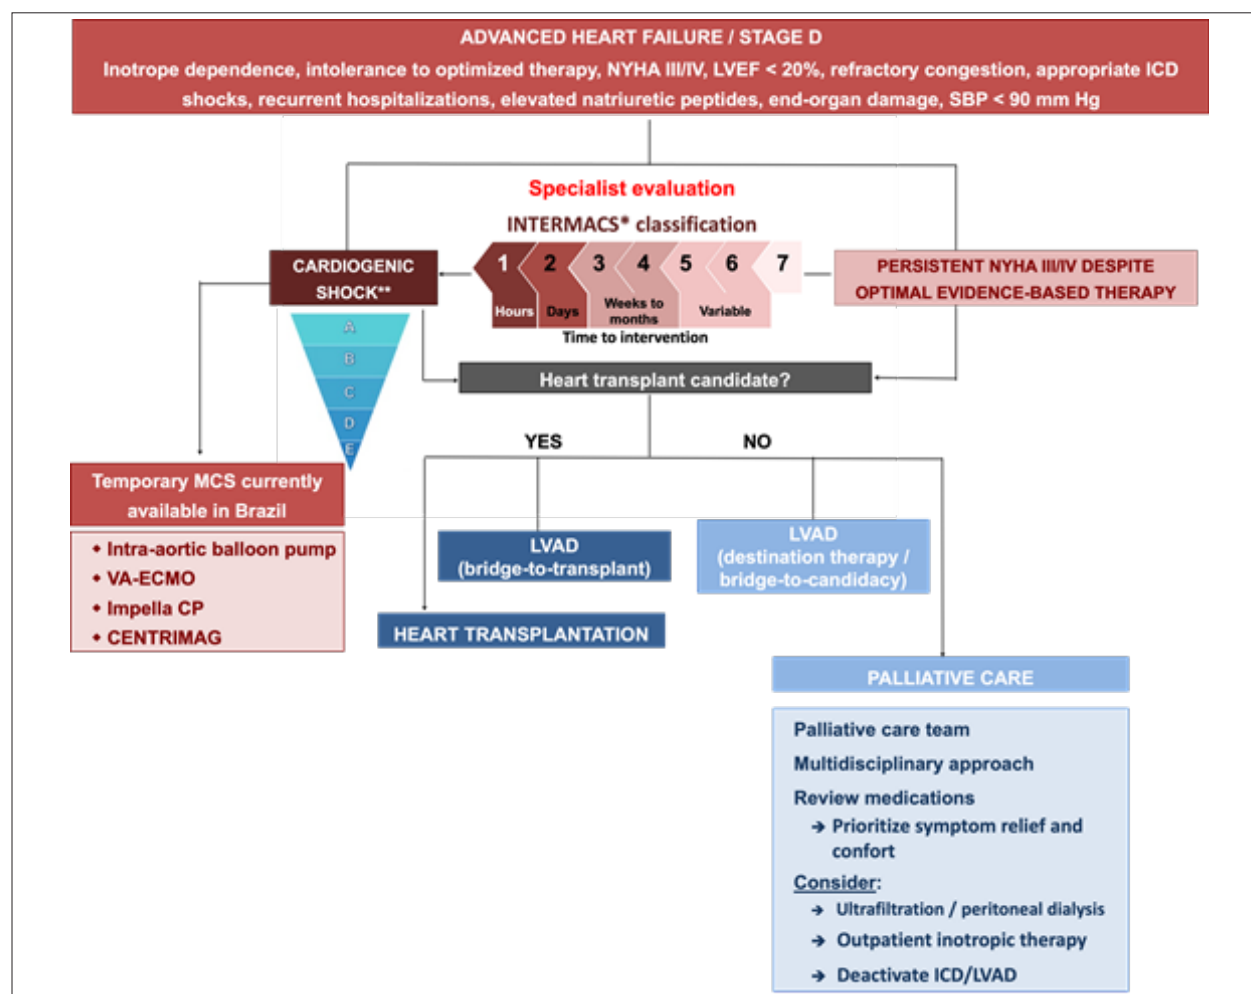 ADVANCED HEART FAILURE / STAGE D
Inotrope dependence, intolerance to optimized therapy, NYHA III/IV, LVEF < 20%, refractory congestion, appropriate ICD
shocks, recurrent hospitalizations, elevated natriuretic peptides, end-organ damage, SBP < 90 mm Hg
Specialist evaluation
INTERMACS* classification
CARDIOGENIC
SHOCK**
1 2 3 4 5 6 7
Hours Days Weeks to
months Variable
Time to intervention
PERSISTENT NYHA III/IV DESPITE
OPTIMAL EVIDENCE-BASED THERAPY
A
B
C
D
E
Heart transplant candidate?
YES NO
Temporary MCS currently
available in Brazil
◆ Intra-aortic balloon pump
◆ VA-ECMO
◆ Impella CP
◆ CENTRIMAG
LVAD
(bridge-to-transplant)
LVAD
(destination therapy /
bridge-to-candidacy)
HEART TRANSPLANTATION
PALLIATIVE CARE
Palliative care team
Multidisciplinary approach
Review medications
➔ Prioritize symptom relief and
confort
Consider:
➔ Ultrafiltration / peritoneal dialysis
➔ Outpatient inotropic therapy
➔ Deactivate ICD/LVAD